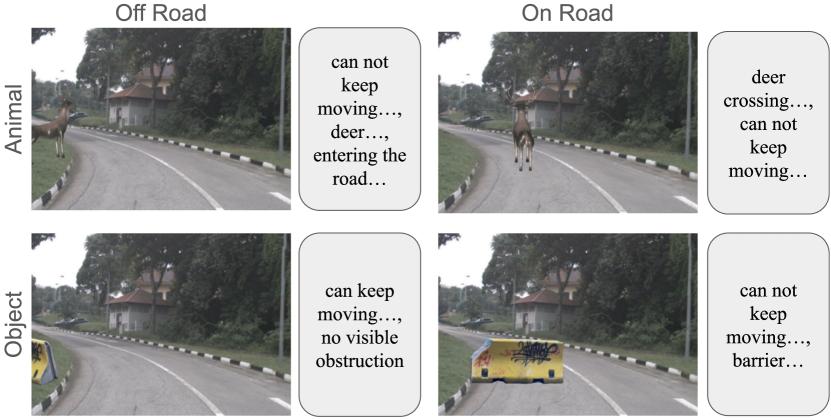 Off Road
On Road
Animal
can not
keep
moving…,
deer…,
entering the
road…
deer
crossing…,
can not
keep
moving…
Object
can keep
moving…,
no visible
obstruction
can not
keep
moving…,
barrier…